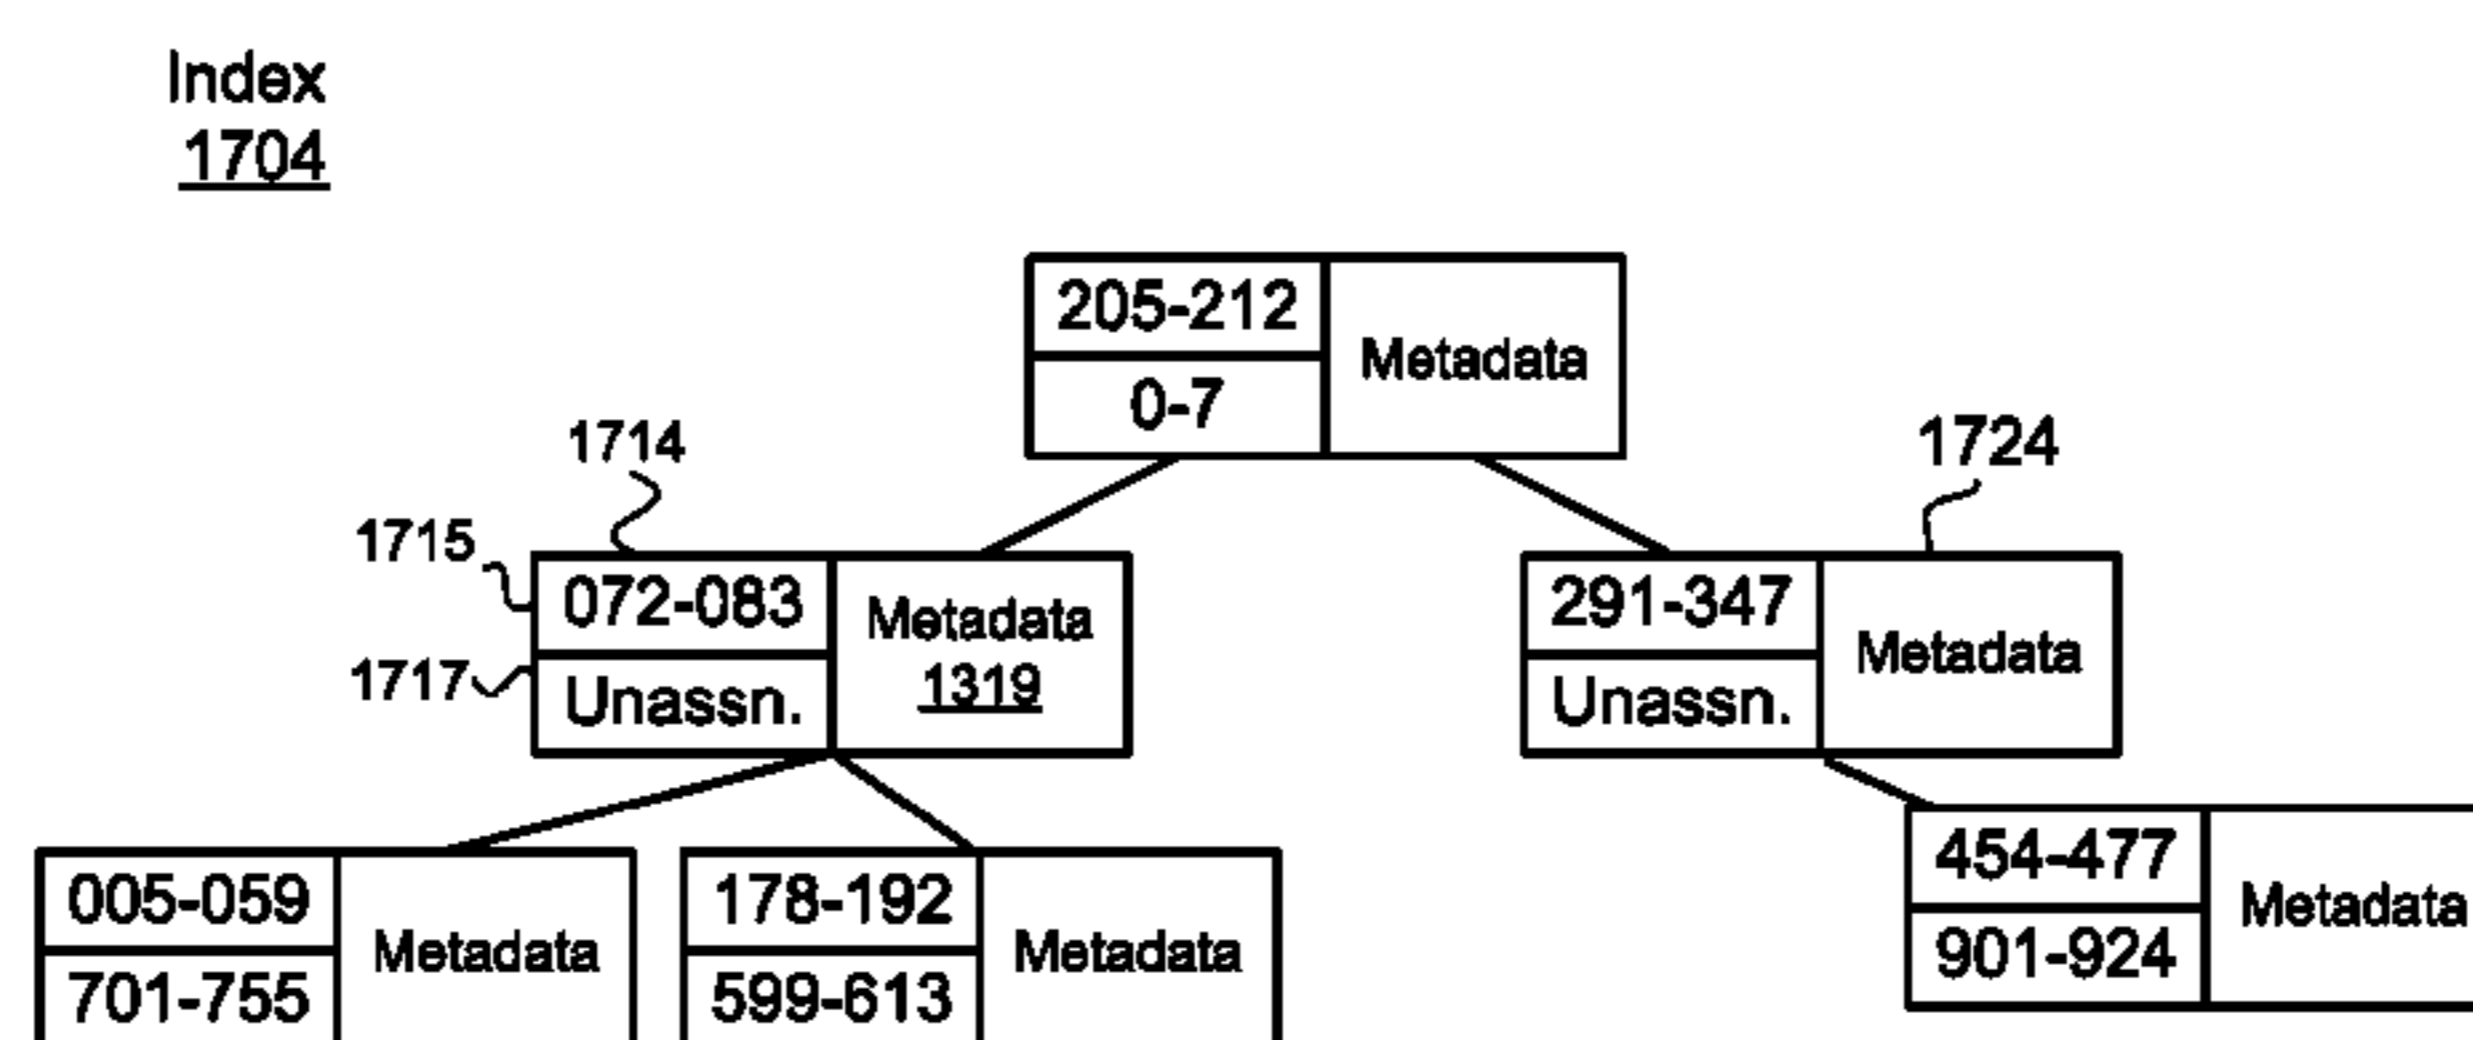 Index
1704
205-212
Metadata
0-7
1714
1724
1715
072-083
Metadata
1319
1717
Unassn.
291-347
Metadata
Unassn.
005-059
Metadata
701-755
178-192
Metadata
599-613
454-477
Metadata
901-924